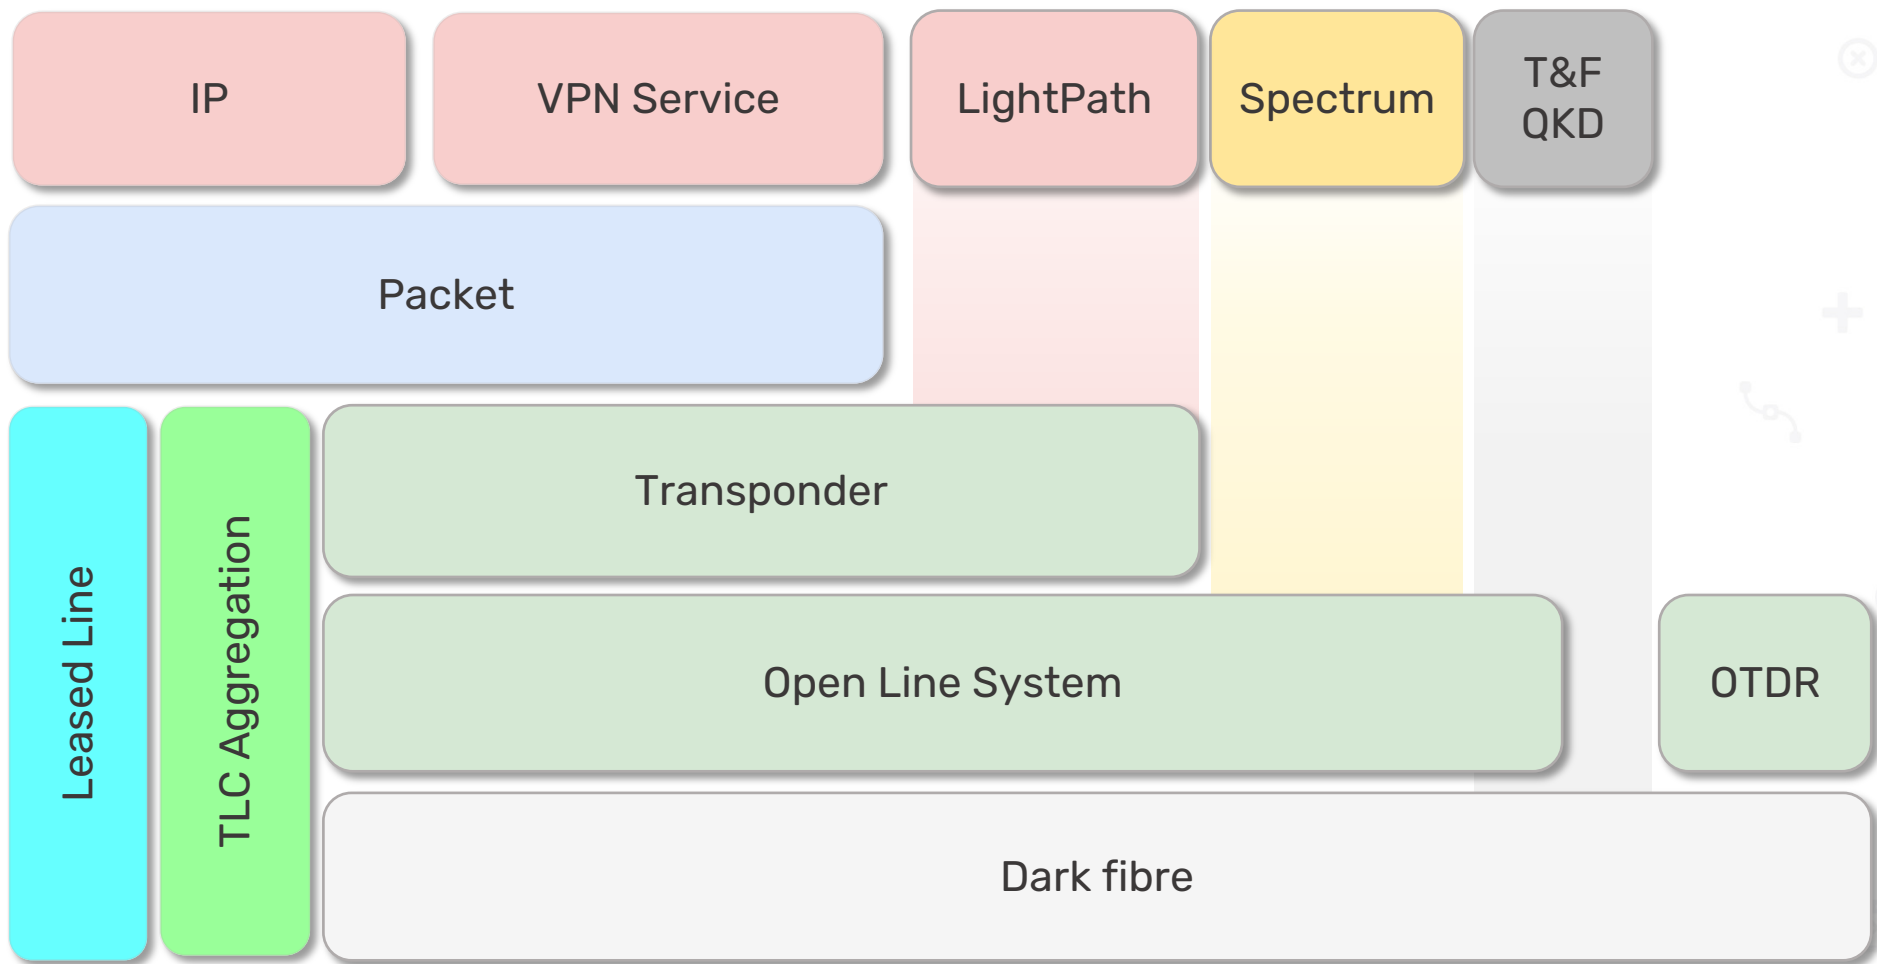 IP
VPN Service
LightPath
Spectrum
T&F
QKD
Packet
Leased Line
TLC Aggregation
Transponder
Open Line System
OTDR
Dark fibre